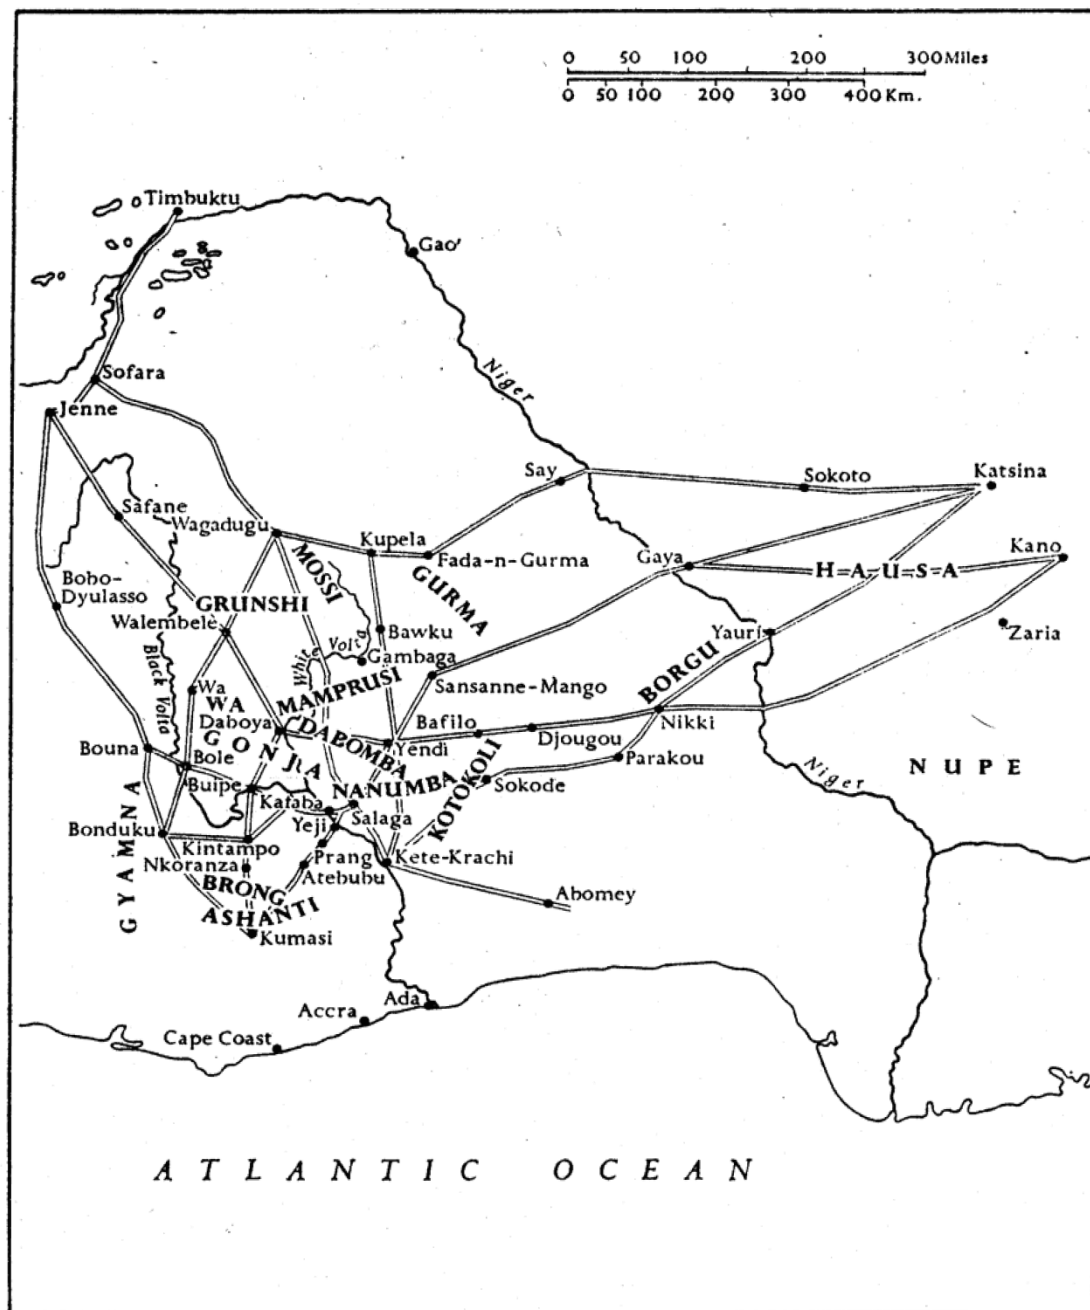 0 50 100 200 300 Miles
0 50 100 200 300 400 Km.
Timbuktu
Gao
Niger
Sofara
Jenne
Say
Sokoto
Katsina
Safane
Wagadugu
Kupela
Fada-n-Gurma
Gaya
Kano
MOSSI
GURMA
HAUSA
Bobo-
Dyulasso
GRUNSHI
Walembele
Bawku
Yauri
Zaria
White Volta
Gambaga
Black Volta
Wa
WA
MAMPRUSI
Sansanne-Mango
BORGU
Daboya
DABOMBA
Bafilo
Nikki
Bouna
GONJA
Yendi
Djougou
Bole
Parakou
Niger
NUPE
Buipe
NANUMBA
KOTOKOLI
Sokode
Kafaba
Salaga
GYAMNA
Bonduku
Yeji
Kintampo
Prang
Kete-Krachi
Nkoranza
Atebubu
BRONG
Abomey
ASHANTI
Kumasi
Ada
Accra
Cape Coast
ATLANTIC OCEAN